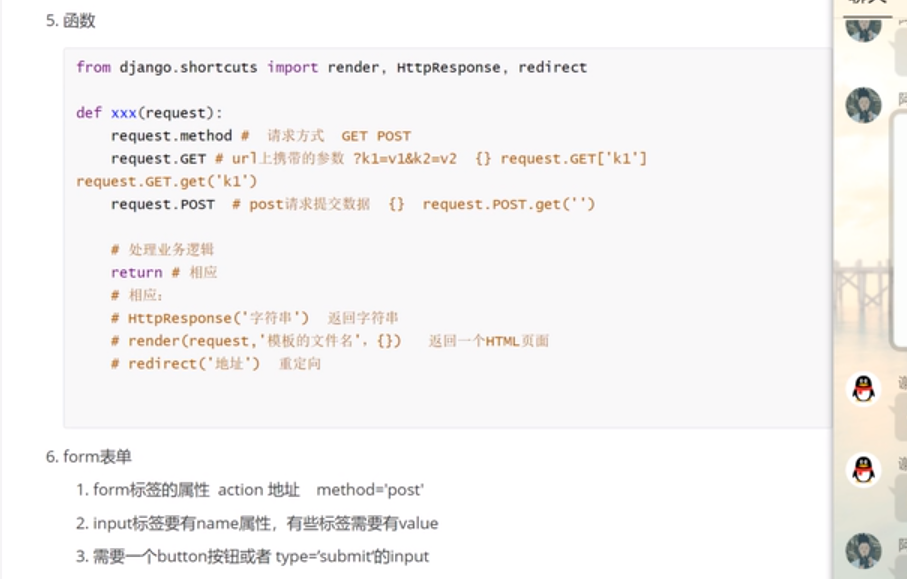 5. 函数
from django.shortcuts import render, HttpResponse, redirect
def xxx(request):
request.method # 请求方式 GET POST
request.GET # url上携带的参数 ?k1=v1&k2=v2 {} request.GET['k1']
request.GET.get('k1')
request.POST # post请求提交数据 {} request.POST.get('')
# 处理业务逻辑
return # 相应
# 相应：
# HttpResponse('字符串') 返回字符串
# render(request,'模板的文件名'，{}) 返回一个HTML页面
# redirect('地址') 重定向
6. form表单
1. form标签的属性 action 地址 method='post'
2. input标签要有name属性，有些标签需要有value
3. 需要一个button按钮或者 type='submit'的input